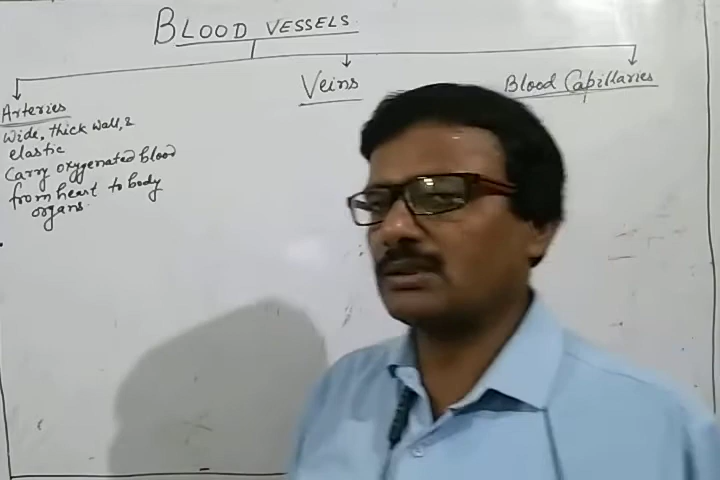 BLOOD VESSELS
Arteries
Wide, thick wall, &
elastic
Carry oxygenated blood
from heart to body
organs.
Veins
Blood Capillaries